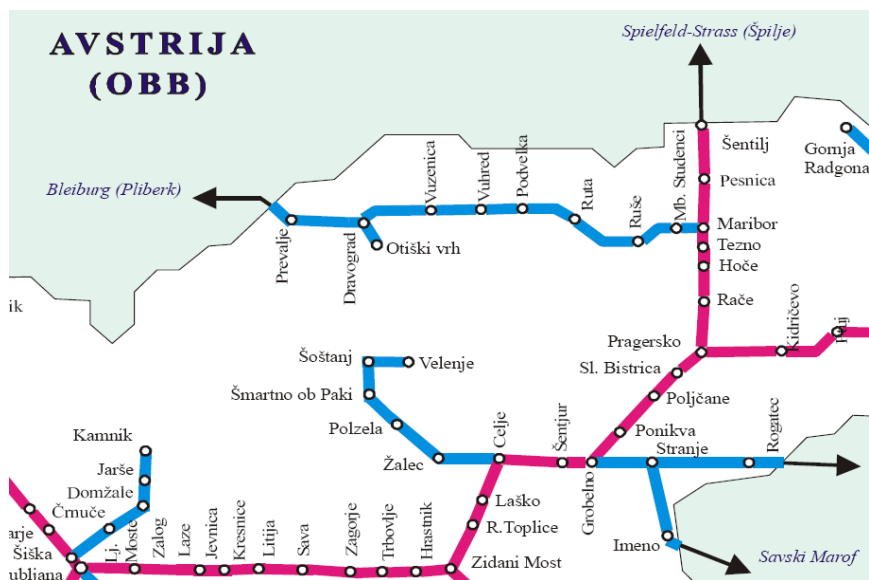 AVSTRIJA
(OBB)
Spielfeld-Strass (Špilje)
Bleiburg (Pliberk)
Prevalje
Dravograd
Otiški vrh
Vuzenica
Vuhred
Podvelka
Ruta
Ruše
Mb. Studenci
Šentilj
Pesnica
Maribor
Tezno
Hoče
Rače
Gornja
Radgona
Pragersko
Kidričevo
Ptuj
Sl. Bistrica
Poljčane
Ponikva
Grobelno
Stranje
Rogatec
Imeno
Savski Marof
Šoštanj
Velenje
Šmartno ob Paki
Polzela
Žalec
Celje
Šentjur
Laško
R.Toplice
Zidani Most
Hrastnik
Trbovlje
Zagorje
Sava
Litija
Kresnice
Jevnica
Laze
Zalog
Lj.
Moste
Kamnik
Jarše
Domžale
Črnuče
Šiška
arje
ubljana
ik